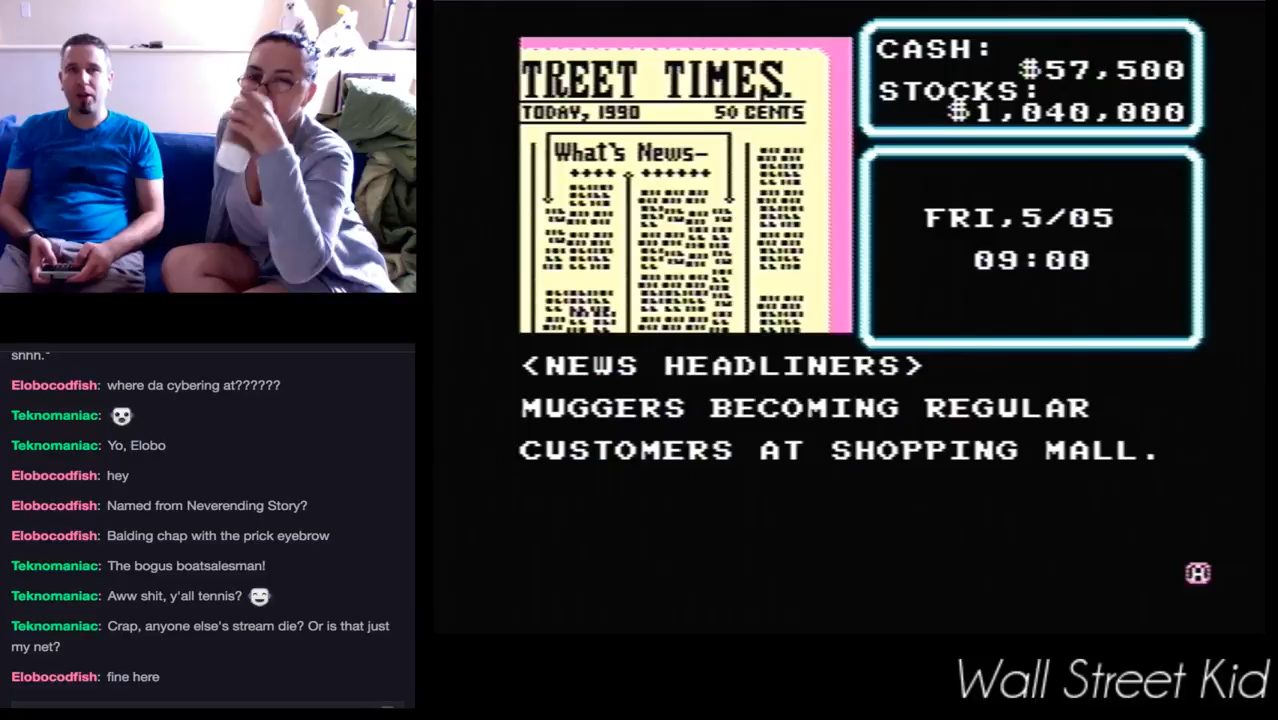 snnn."
Elobocodfish: where da cybering at??????
Teknomaniac:
Teknomaniac: Yo, Elobo
Elobocodfish: hey
Elobocodfish: Named from Neverending Story?
Elobocodfish: Balding chap with the prick eyebrow
Teknomaniac: The bogus boatsalesman!
Teknomaniac: Aww shit, y'all tennis?
Teknomaniac: Crap, anyone else's stream die? Or is that just
my net?
Elobocodfish: fine here
TREET TIMES.
TODAY, 1990 50 CENTS
What's News—
CASH:
$57,500
STOCKS:
$1,040,000
FRI,5/05
09:00
<NEWS HEADLINERS>
MUGGERS BECOMING REGULAR
CUSTOMERS AT SHOPPING MALL.
H
Wall Street Kid